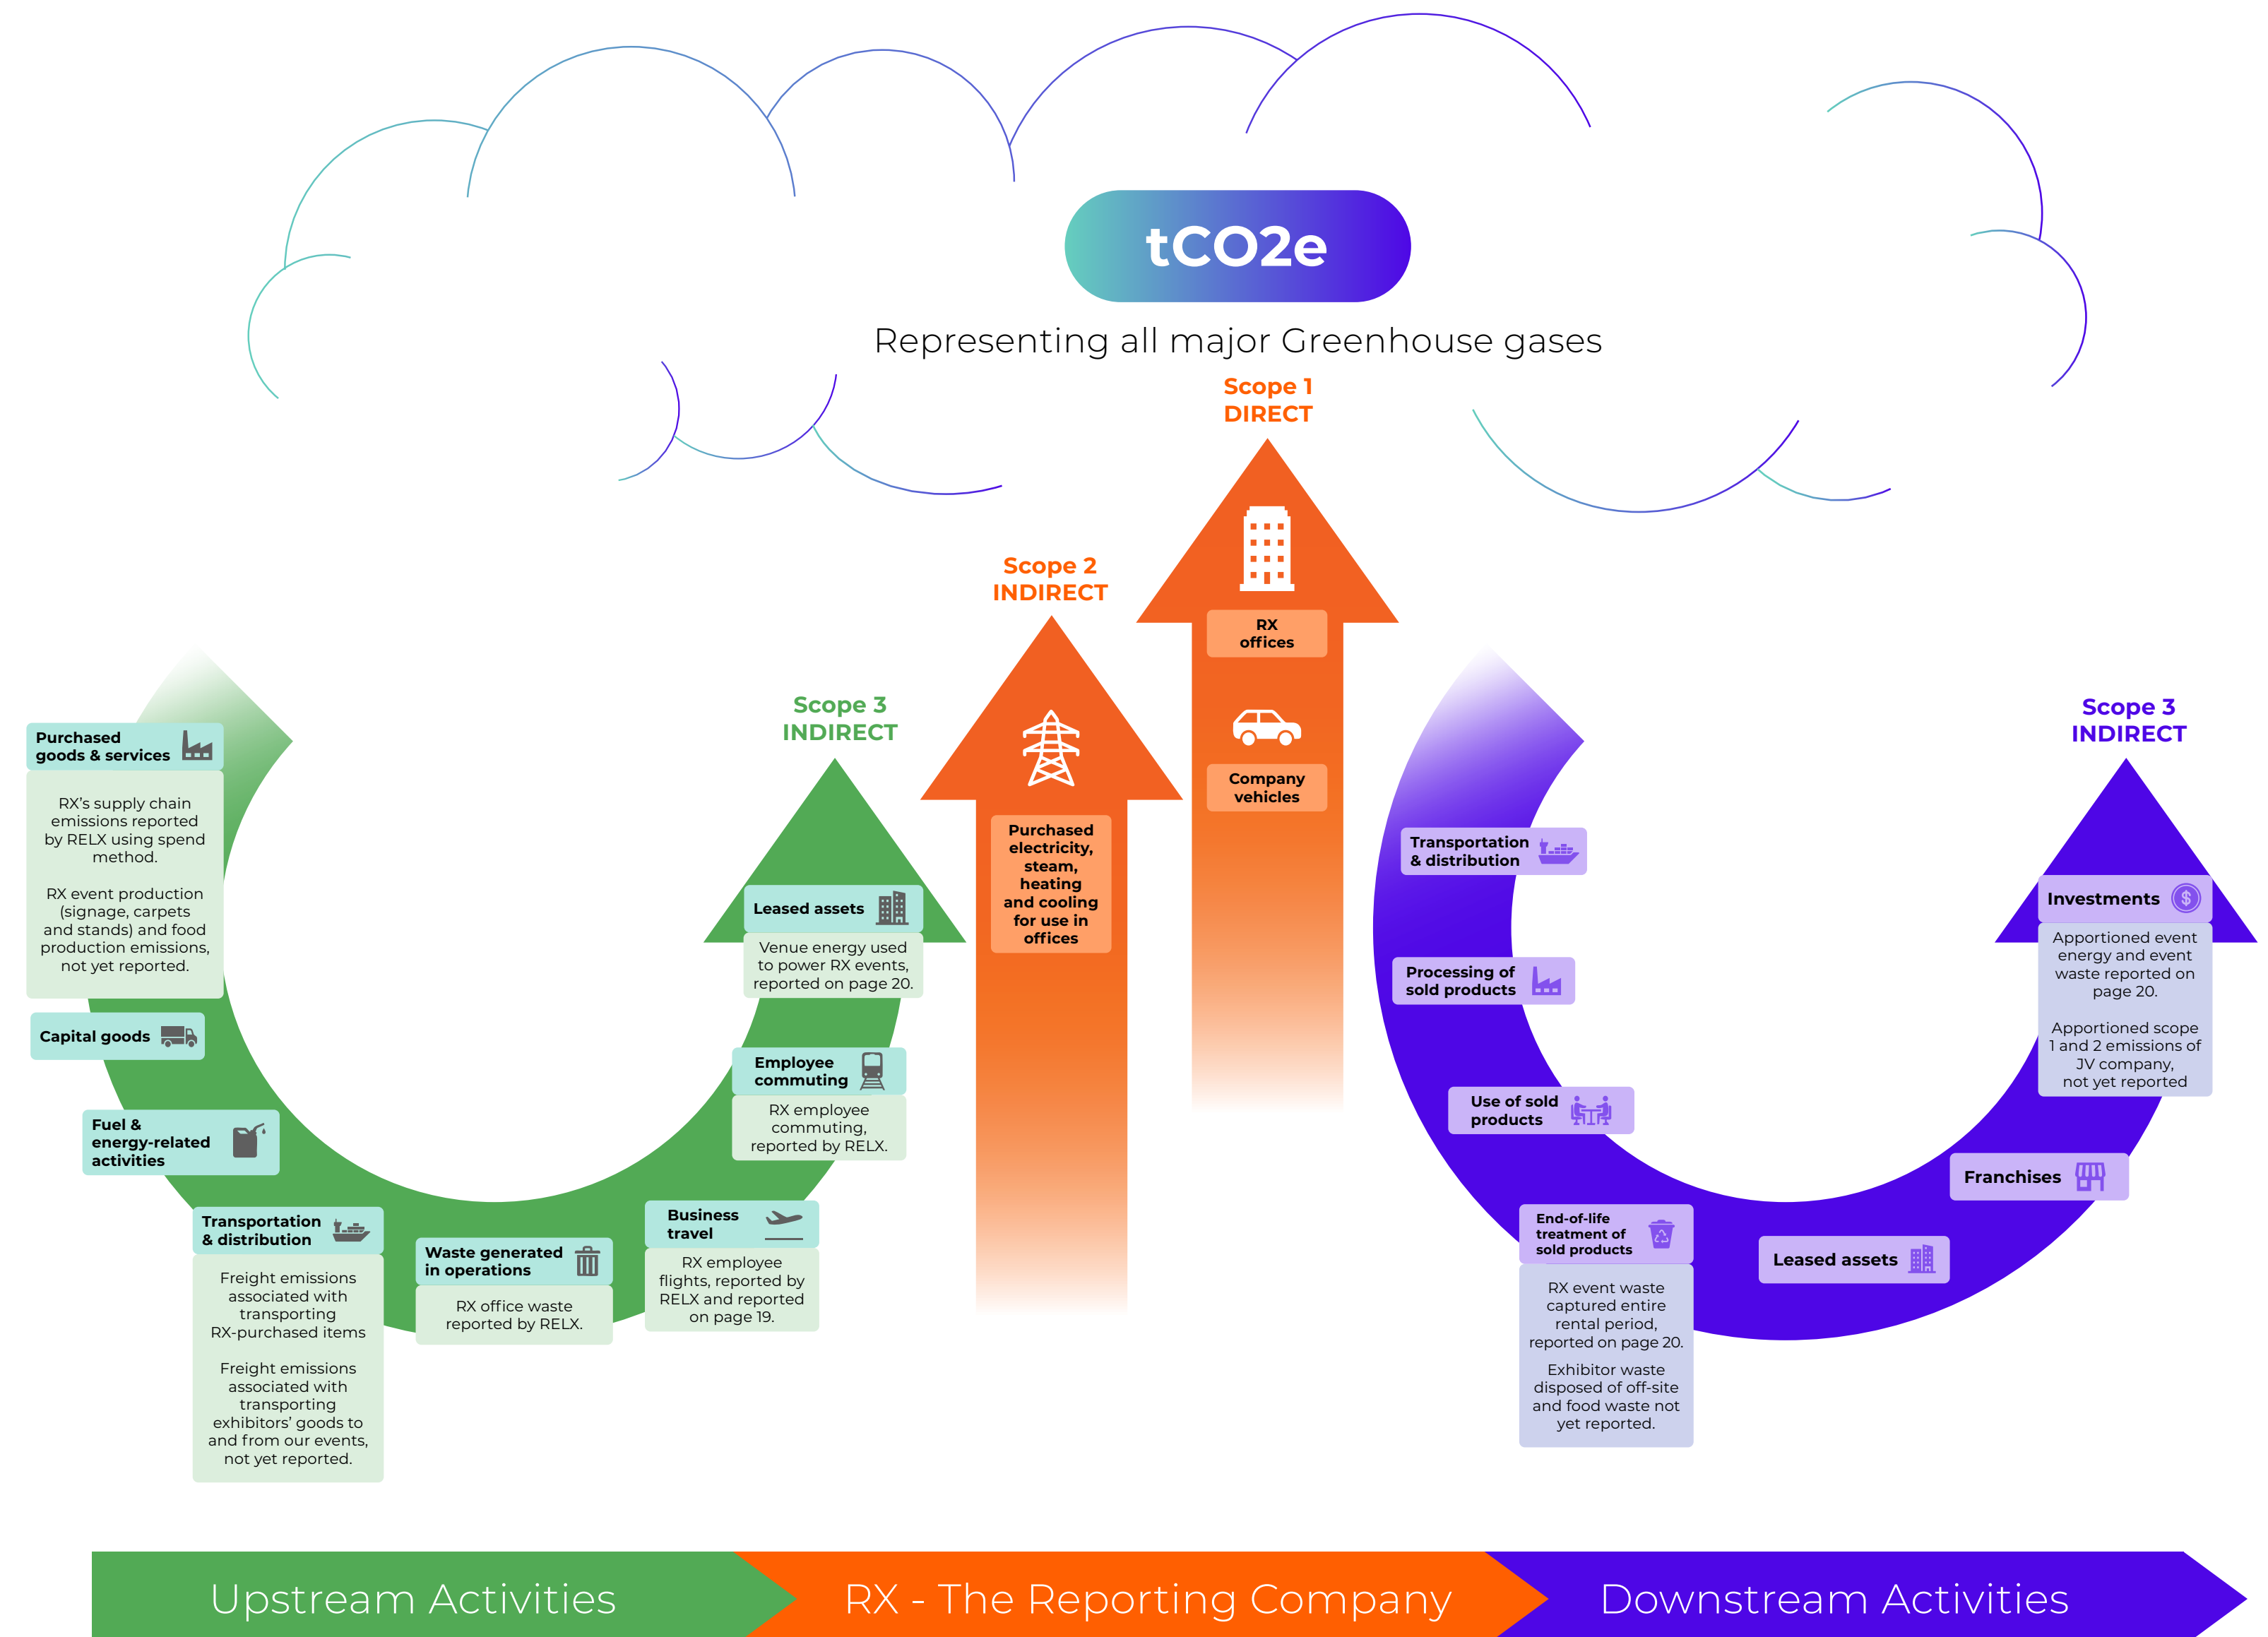 tCO2e
Representing all major Greenhouse gases
Scope 1
DIRECT
RX
offices
Company
vehicles
Scope 2
INDIRECT
Purchased
electricity,
steam,
heating
and cooling
for use in
offices
Scope 3
INDIRECT
Purchased
goods & services
RX’s supply chain
emissions reported
by RELX using spend
method.
RX event production
(signage, carpets
and stands) and food
production emissions,
not yet reported.
Capital goods
Fuel &
energy-related
activities
Transportation
& distribution
Freight emissions
associated with
transporting
RX-purchased items
Freight emissions
associated with
transporting
exhibitors’ goods to
and from our events,
not yet reported.
Waste generated
in operations
RX office waste
reported by RELX.
Business
travel
RX employee
flights, reported by
RELX and reported
on page 19.
Employee
commuting
RX employee
commuting,
reported by RELX.
Leased assets
Venue energy used
to power RX events,
reported on page 20.
Scope 3
INDIRECT
Transportation
& distribution
Processing of
sold products
Use of sold
products
End-of-life
treatment of
sold products
RX event waste
captured entire
rental period,
reported on page 20.
Exhibitor waste
disposed of off-site
and food waste not
yet reported.
Leased assets
Franchises
Investments
$
Apportioned event
energy and event
waste reported on
page 20.
Apportioned scope
1 and 2 emissions of
JV company,
not yet reported
Upstream Activities
RX - The Reporting Company
Downstream Activities